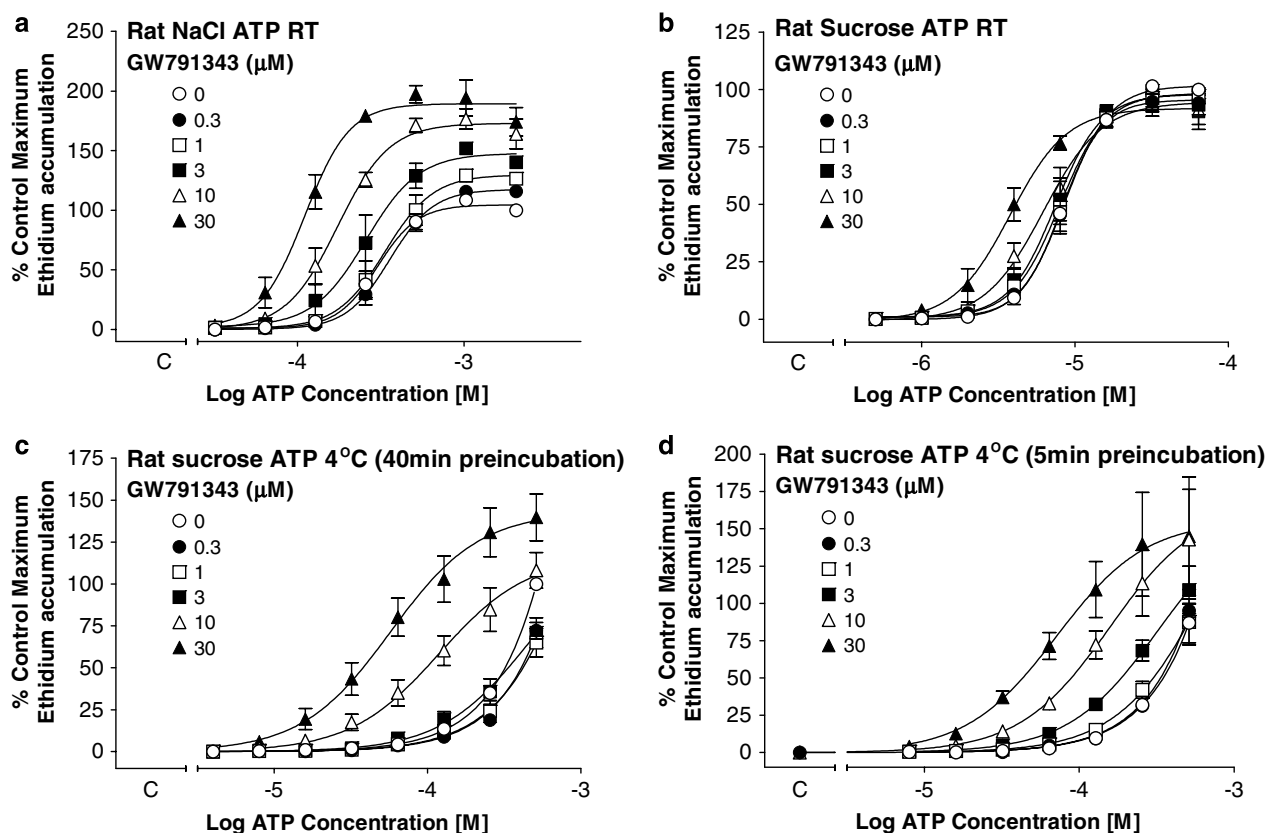 a
Rat NaCl ATP RT
GW791343 (μM)
0
0.3
1
3
10
30
% Control Maximum
Ethidium accumulation
250
200
150
100
50
0
C
-4
-3
Log ATP Concentration [M]
b
Rat Sucrose ATP RT
GW791343 (μM)
0
0.3
1
3
10
30
% Control Maximum
Ethidium accumulation
125
100
75
50
25
0
C
-6
-5
-4
Log ATP Concentration [M]
c
Rat sucrose ATP 4°C (40min preincubation)
GW791343 (μM)
0
0.3
1
3
10
30
% Control Maximum
Ethidium accumulation
175
150
125
100
75
50
25
0
C
-5
-4
-3
Log ATP Concentration [M]
d
Rat sucrose ATP 4°C (5min preincubation)
GW791343 (μM)
0
0.3
1
3
10
30
% Control Maximum
Ethidium accumulation
200
175
150
125
100
75
50
25
0
C
-5
-4
-3
Log ATP Concentration [M]